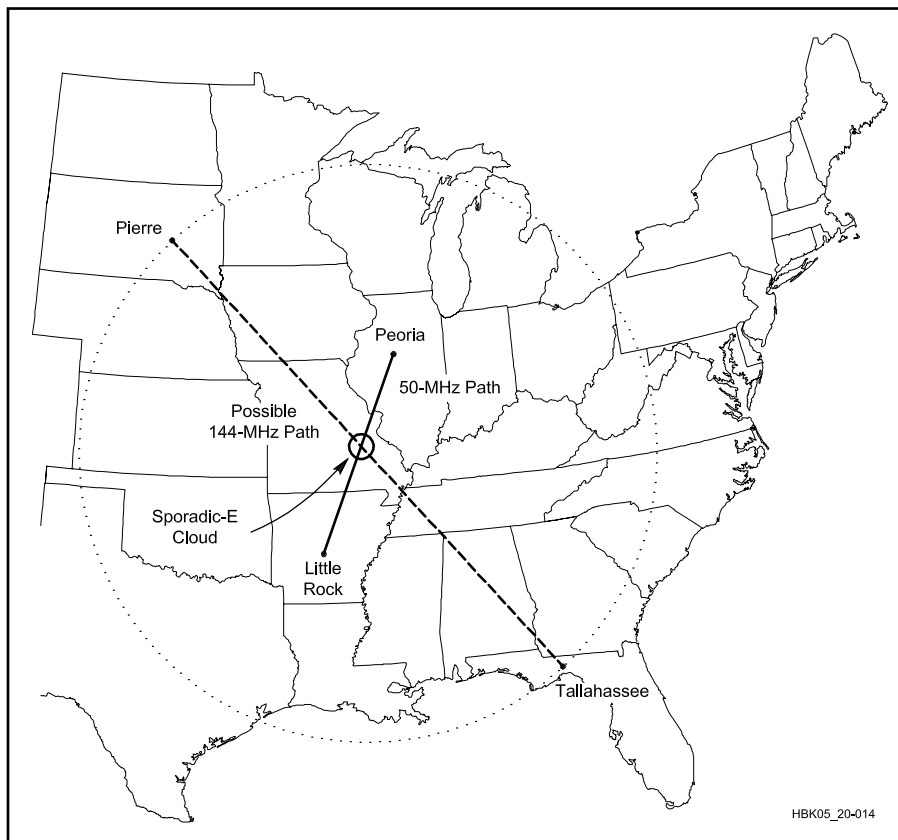 Pierre
Peoria
50-MHz Path
Possible
144-MHz Path
Sporadic-E
Cloud
Little
Rock
Tallahassee
HBK05_20-014